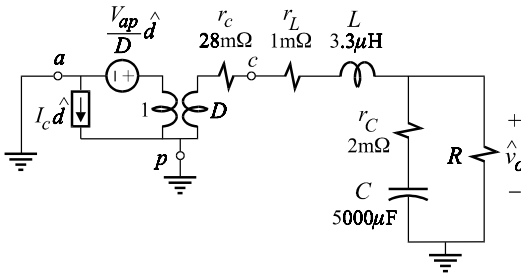 V_ap
D
d̂
r_c
28mΩ
r_L
1mΩ
L
3.3μH
a
−+
c
I_c d̂
1
D
p
r_C
2mΩ
C
5000μF
R
+
v̂_o
−